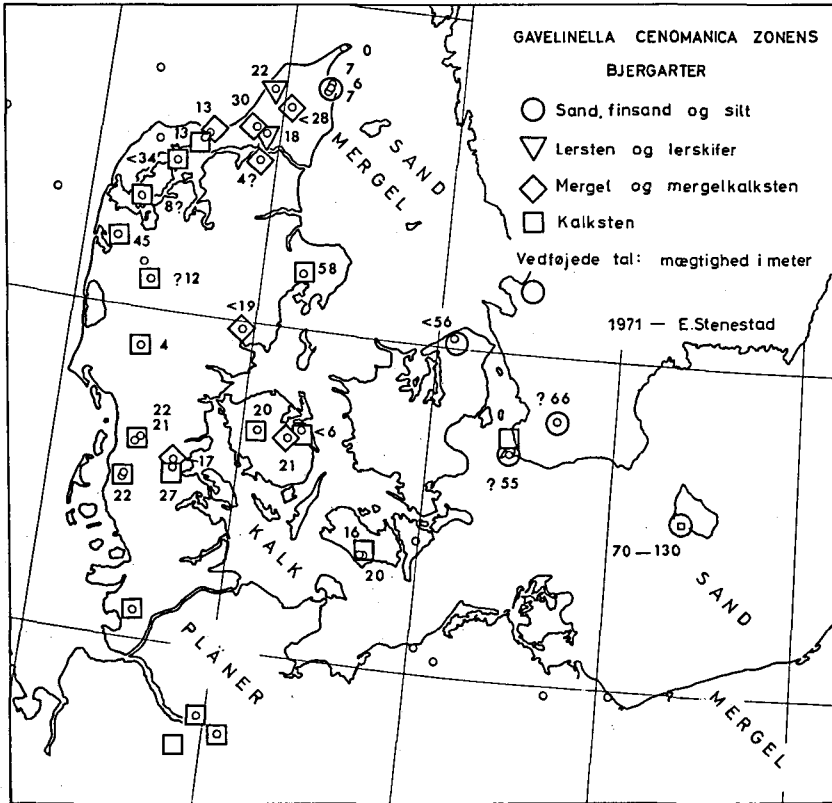 GAVELINELLA CENOMANICA ZONENS
BJERGARTER
Sand, finsand og silt
Lersten og lerskifer
Mergel og mergelkalksten
Kalksten
Vedføjede tal: mægtighed i meter
1971 — E. Stenestad
0
7
6
7
22
30
<28
13
13
18
<34
4?
8?
45
?12
58
<19
4
<56
?66
?55
22
21
20
<6
21
17
22
27
16
20
70—130
SAND
MERGEL
KALK
PLÄNER
SAND
MERGEL